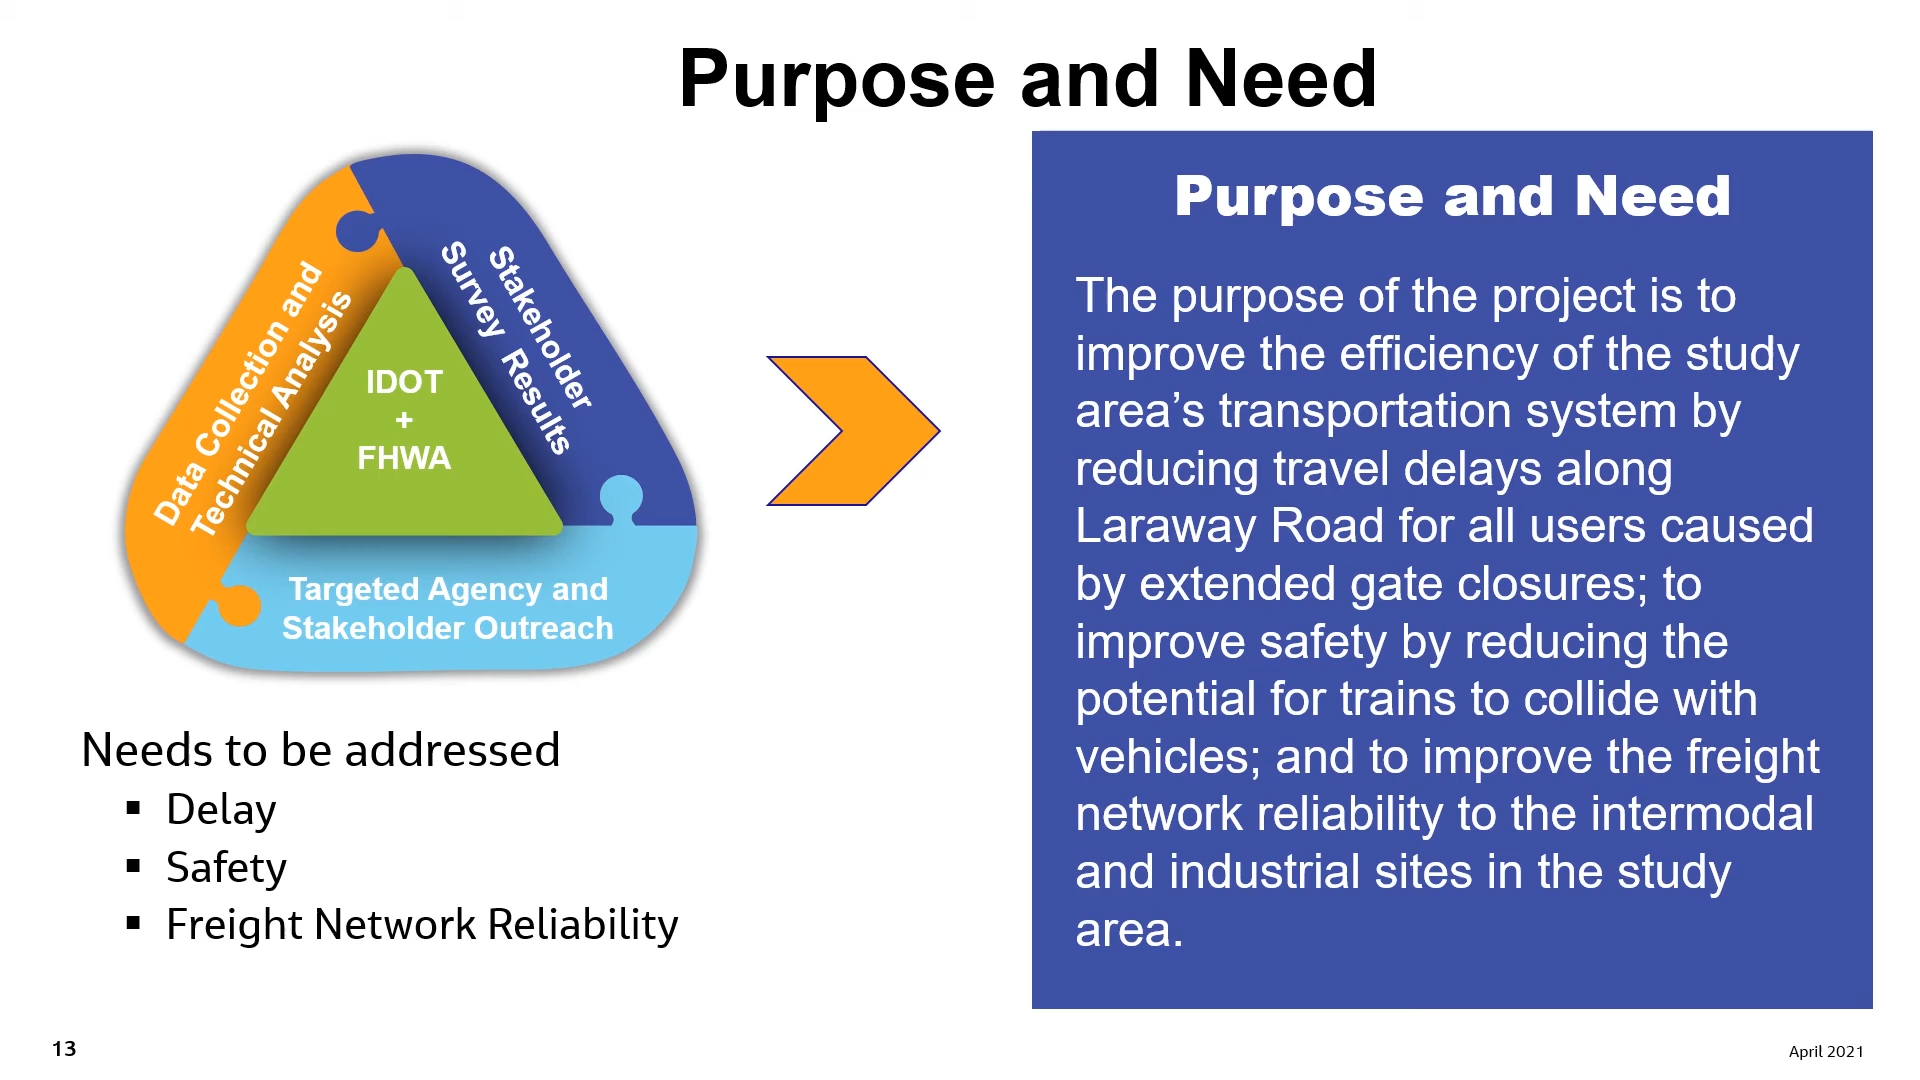 Purpose and Need
Data Collection and
Technical Analysis
Stakeholder
Survey Results
IDOT
+
FHWA
Targeted Agency and
Stakeholder Outreach
Needs to be addressed
▪ Delay
▪ Safety
▪ Freight Network Reliability
Purpose and Need
The purpose of the project is to
improve the efficiency of the study
area’s transportation system by
reducing travel delays along
Laraway Road for all users caused
by extended gate closures; to
improve safety by reducing the
potential for trains to collide with
vehicles; and to improve the freight
network reliability to the intermodal
and industrial sites in the study
area.
13
April 2021